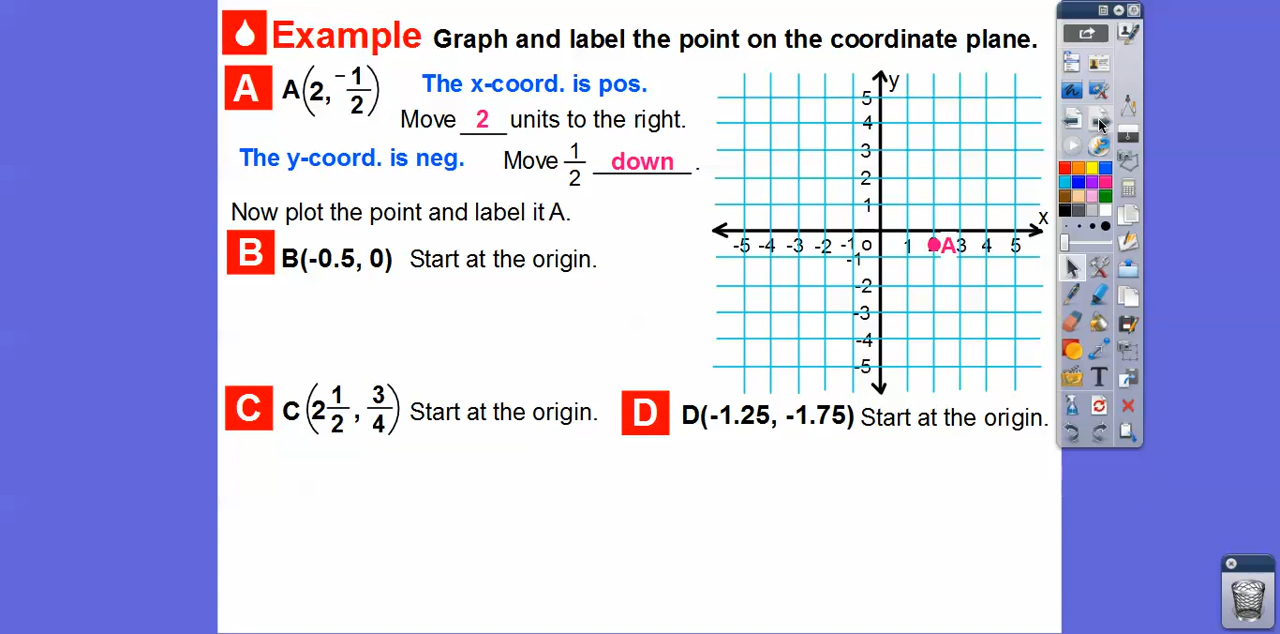 Example Graph and label the point on the coordinate plane.
A A(2, -1/2) The x-coord. is pos.
Move 2 units to the right.
The y-coord. is neg. Move 1/2 down .
Now plot the point and label it A.
B B(-0.5, 0) Start at the origin.
C C(2 1/2, 3/4) Start at the origin.
D D(-1.25, -1.75) Start at the origin.
y
5
4
3
2
1
x
-5 -4 -3 -2 -1 o 1 2 A 3 4 5
-1
-2
-3
-4
-5
T